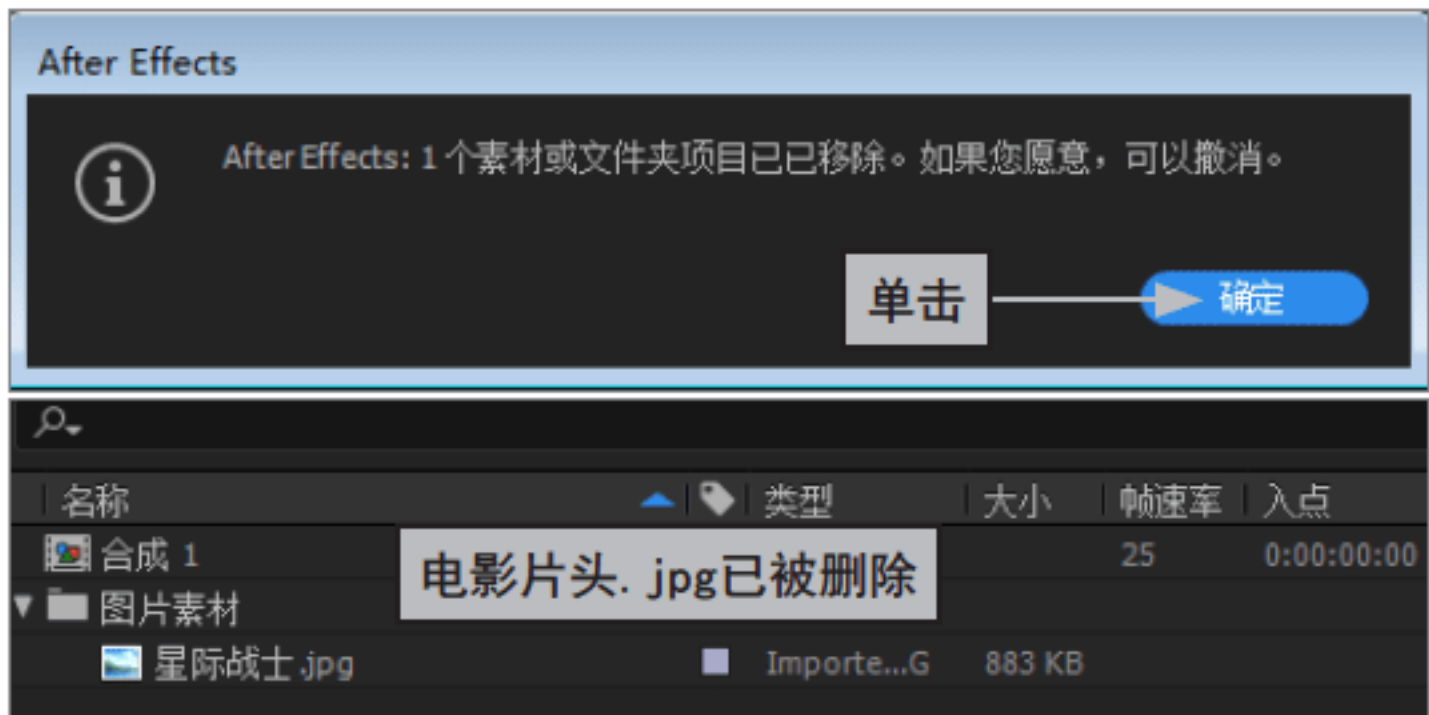 After Effects
After Effects: 1 个素材或文件夹项目已已移除。如果您愿意，可以撤消。
单击
确定
名称 类型 大小 帧速率 入点
合成 1 25 0:00:00:00
电影片头. jpg已被删除
图片素材
星际战士.jpg Importe...G 883 KB